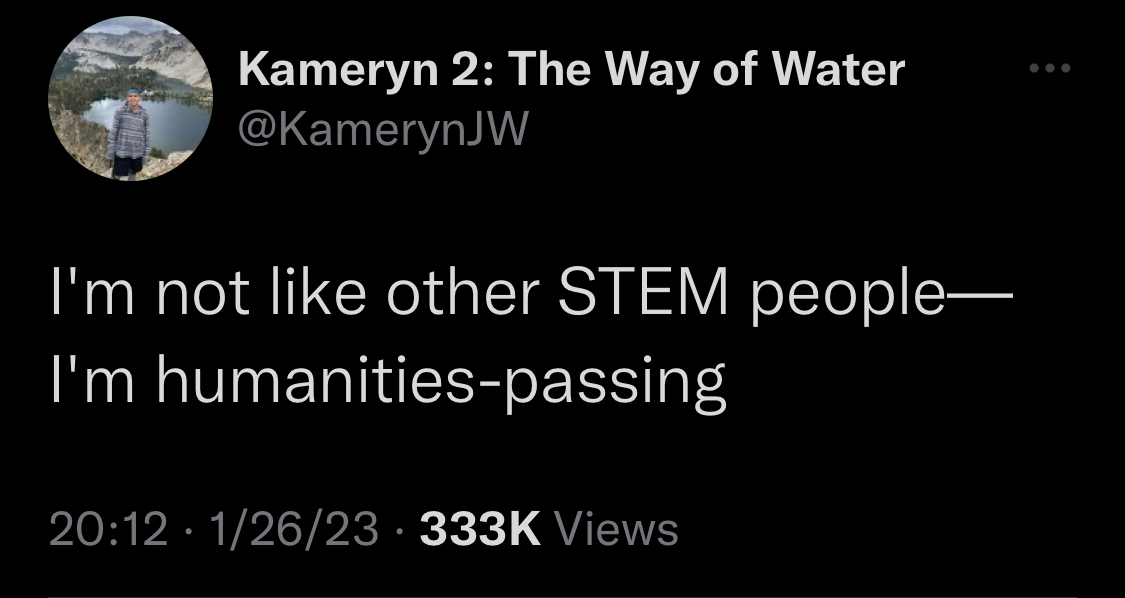 Kameryn 2: The Way of Water
@KamerynJW
I'm not like other STEM people—
I'm humanities-passing
20:12 · 1/26/23 · 333K Views